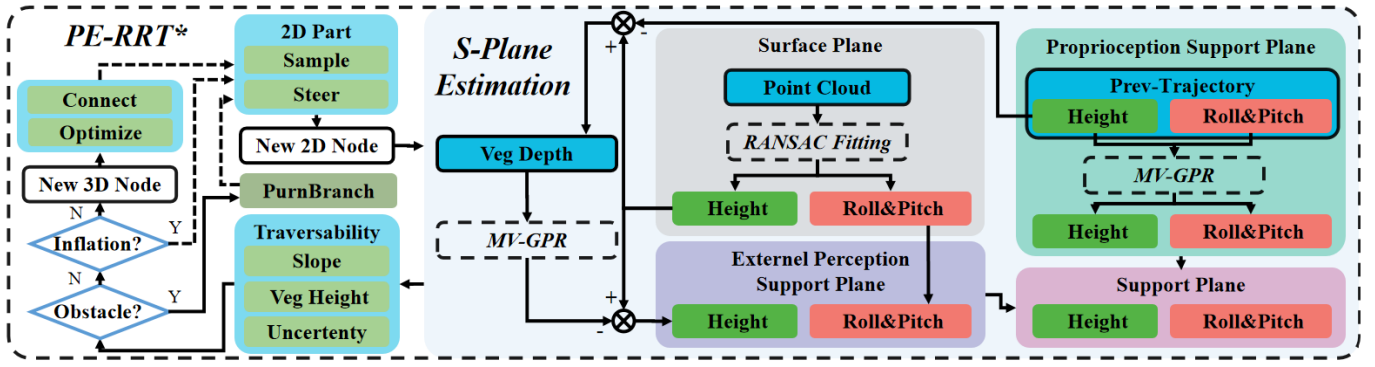 PE-RRT*
2D Part
Sample
Steer
Connect
Optimize
New 2D Node
New 3D Node
PurnBranch
N
Y
Inflation?
N
Y
Obstacle?
Traversability
Slope
Veg Height
Uncertenty
S-Plane
Estimation
Veg Depth
MV-GPR
+
-
+
-
Surface Plane
Point Cloud
RANSAC Fitting
Height
Roll&Pitch
Externel Perception
Support Plane
Height
Roll&Pitch
Proprioception Support Plane
Prev-Trajectory
Height
Roll&Pitch
MV-GPR
Height
Roll&Pitch
Support Plane
Height
Roll&Pitch